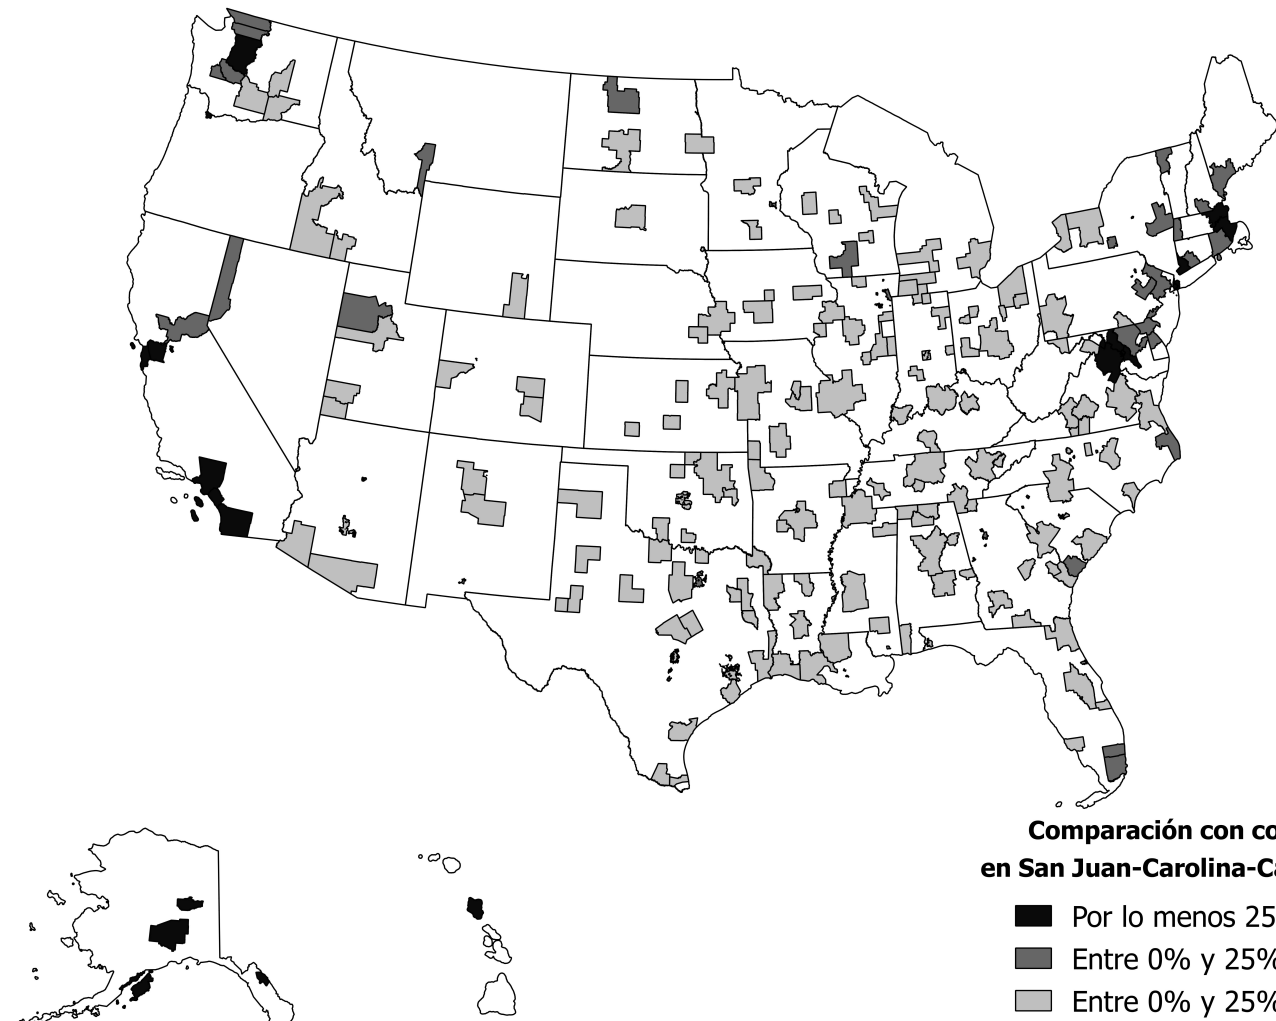 Comparación con co
en San Juan-Carolina-Ca
Por lo menos 25
Entre 0% y 25%
Entre 0% y 25%